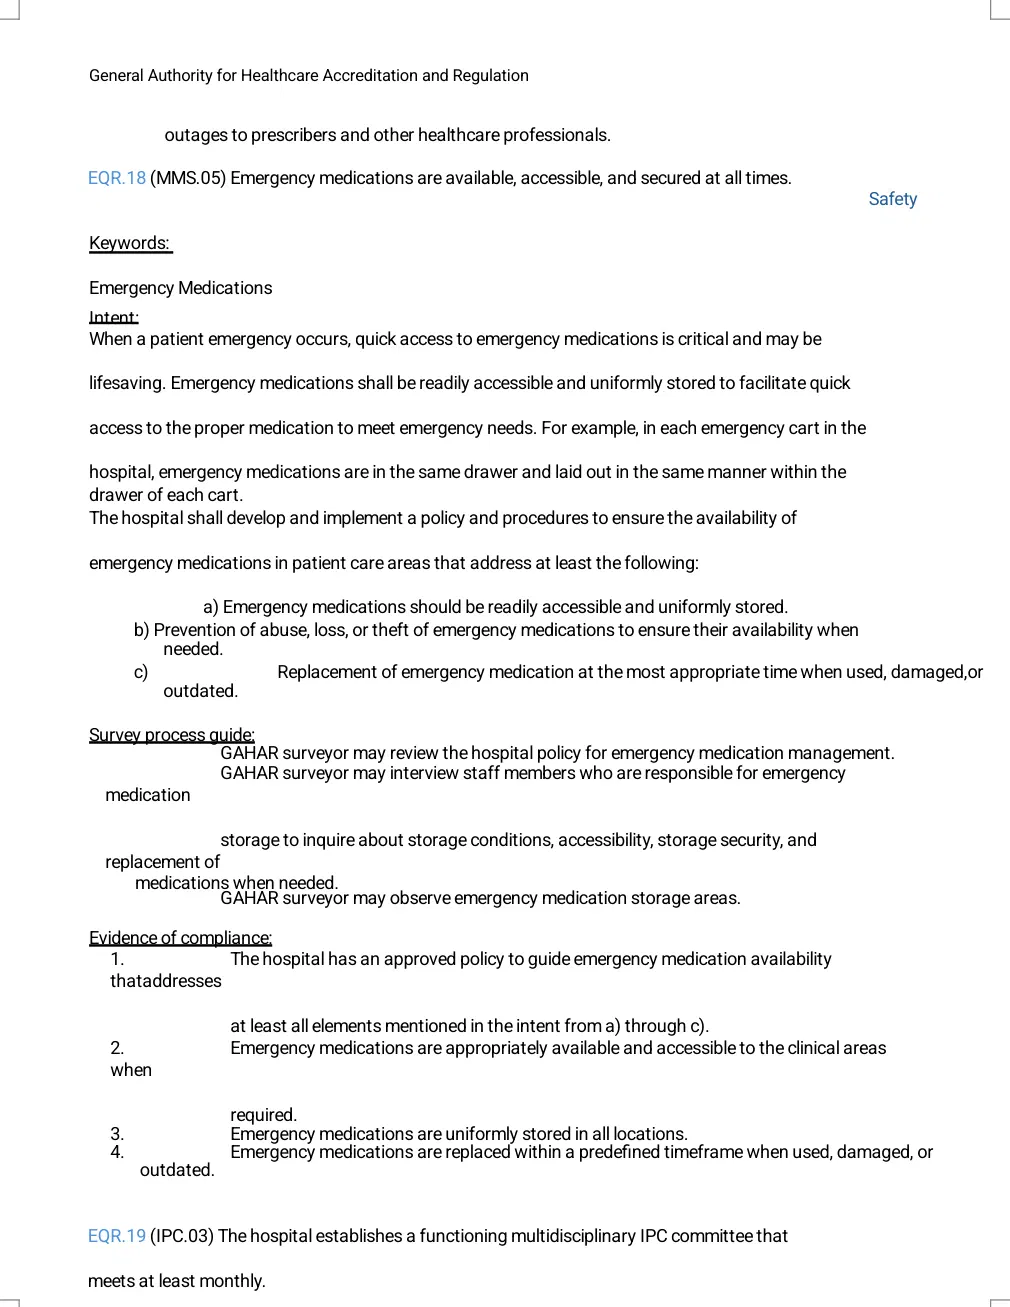 General Authority for Healthcare Accreditation and Regulation
outages to prescribers and other healthcare professionals.
EQR.18 (MMS.05) Emergency medications are available, accessible, and secured at all times.
Safety
Keywords:
Emergency Medications
Intent:
When a patient emergency occurs, quick access to emergency medications is critical and may be
lifesaving. Emergency medications shall be readily accessible and uniformly stored to facilitate quick
access to the proper medication to meet emergency needs. For example, in each emergency cart in the
hospital, emergency medications are in the same drawer and laid out in the same manner within the
drawer of each cart.
The hospital shall develop and implement a policy and procedures to ensure the availability of
emergency medications in patient care areas that address at least the following:
a) Emergency medications should be readily accessible and uniformly stored.
b) Prevention of abuse, loss, or theft of emergency medications to ensure their availability when
needed.
c) Replacement of emergency medication at the most appropriate time when used, damaged,or
outdated.
Survey process guide:
GAHAR surveyor may review the hospital policy for emergency medication management.
GAHAR surveyor may interview staff members who are responsible for emergency
medication
storage to inquire about storage conditions, accessibility, storage security, and
replacement of
medications when needed.
GAHAR surveyor may observe emergency medication storage areas.
Evidence of compliance:
1. The hospital has an approved policy to guide emergency medication availability
thataddresses
at least all elements mentioned in the intent from a) through c).
2. Emergency medications are appropriately available and accessible to the clinical areas
when
required.
3. Emergency medications are uniformly stored in all locations.
4. Emergency medications are replaced within a predefined timeframe when used, damaged, or
outdated.
EQR.19 (IPC.03) The hospital establishes a functioning multidisciplinary IPC committee that
meets at least monthly.